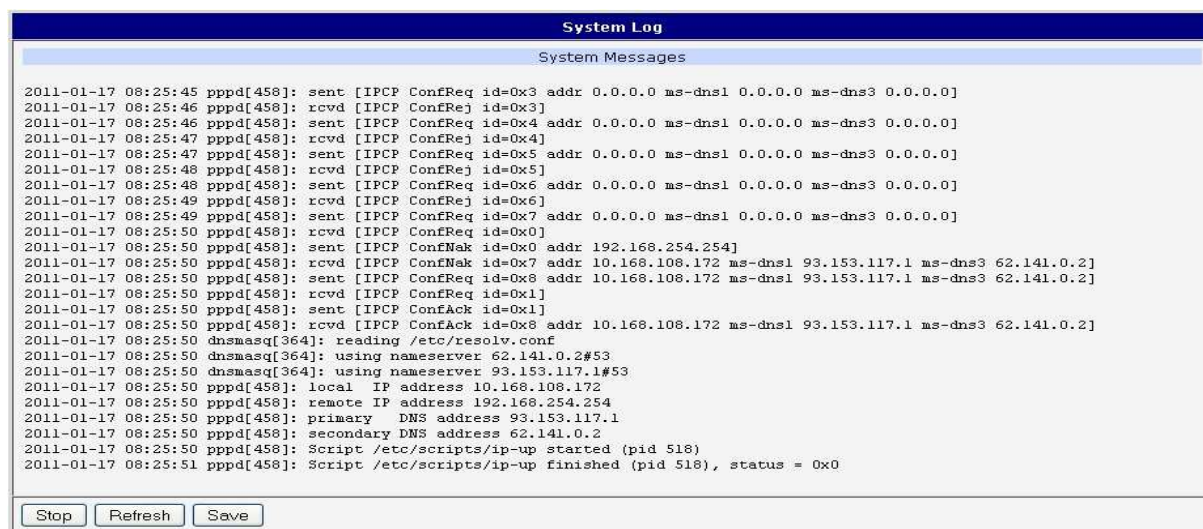 System Log
System Messages
2011-01-17 08:25:45 pppd[458]: sent [IPCP ConfReq id=0x3 addr 0.0.0.0 ms-dns1 0.0.0.0 ms-dns3 0.0.0.0]
2011-01-17 08:25:46 pppd[458]: rcvd [IPCP ConfRej id=0x3]
2011-01-17 08:25:46 pppd[458]: sent [IPCP ConfReq id=0x4 addr 0.0.0.0 ms-dns1 0.0.0.0 ms-dns3 0.0.0.0]
2011-01-17 08:25:47 pppd[458]: rcvd [IPCP ConfRej id=0x4]
2011-01-17 08:25:47 pppd[458]: sent [IPCP ConfReq id=0x5 addr 0.0.0.0 ms-dns1 0.0.0.0 ms-dns3 0.0.0.0]
2011-01-17 08:25:48 pppd[458]: rcvd [IPCP ConfRej id=0x5]
2011-01-17 08:25:48 pppd[458]: sent [IPCP ConfReq id=0x6 addr 0.0.0.0 ms-dns1 0.0.0.0 ms-dns3 0.0.0.0]
2011-01-17 08:25:49 pppd[458]: rcvd [IPCP ConfRej id=0x6]
2011-01-17 08:25:49 pppd[458]: sent [IPCP ConfReq id=0x7 addr 0.0.0.0 ms-dns1 0.0.0.0 ms-dns3 0.0.0.0]
2011-01-17 08:25:50 pppd[458]: rcvd [IPCP ConfReq id=0x0]
2011-01-17 08:25:50 pppd[458]: sent [IPCP ConfNak id=0x0 addr 192.168.254.254]
2011-01-17 08:25:50 pppd[458]: rcvd [IPCP ConfNak id=0x7 addr 10.168.108.172 ms-dns1 93.153.117.1 ms-dns3 62.141.0.2]
2011-01-17 08:25:50 pppd[458]: sent [IPCP ConfReq id=0x8 addr 10.168.108.172 ms-dns1 93.153.117.1 ms-dns3 62.141.0.2]
2011-01-17 08:25:50 pppd[458]: rcvd [IPCP ConfReq id=0x1]
2011-01-17 08:25:50 pppd[458]: sent [IPCP ConfAck id=0x1]
2011-01-17 08:25:50 pppd[458]: rcvd [IPCP ConfAck id=0x8 addr 10.168.108.172 ms-dns1 93.153.117.1 ms-dns3 62.141.0.2]
2011-01-17 08:25:50 dnsmasq[364]: reading /etc/resolv.conf
2011-01-17 08:25:50 dnsmasq[364]: using nameserver 62.141.0.2#53
2011-01-17 08:25:50 dnsmasq[364]: using nameserver 93.153.117.1#53
2011-01-17 08:25:50 pppd[458]: local  IP address 10.168.108.172
2011-01-17 08:25:50 pppd[458]: remote IP address 192.168.254.254
2011-01-17 08:25:50 pppd[458]: primary   DNS address 93.153.117.1
2011-01-17 08:25:50 pppd[458]: secondary DNS address 62.141.0.2
2011-01-17 08:25:50 pppd[458]: Script /etc/scripts/ip-up started (pid 518)
2011-01-17 08:25:51 pppd[458]: Script /etc/scripts/ip-up finished (pid 518), status = 0x0
Stop Refresh Save